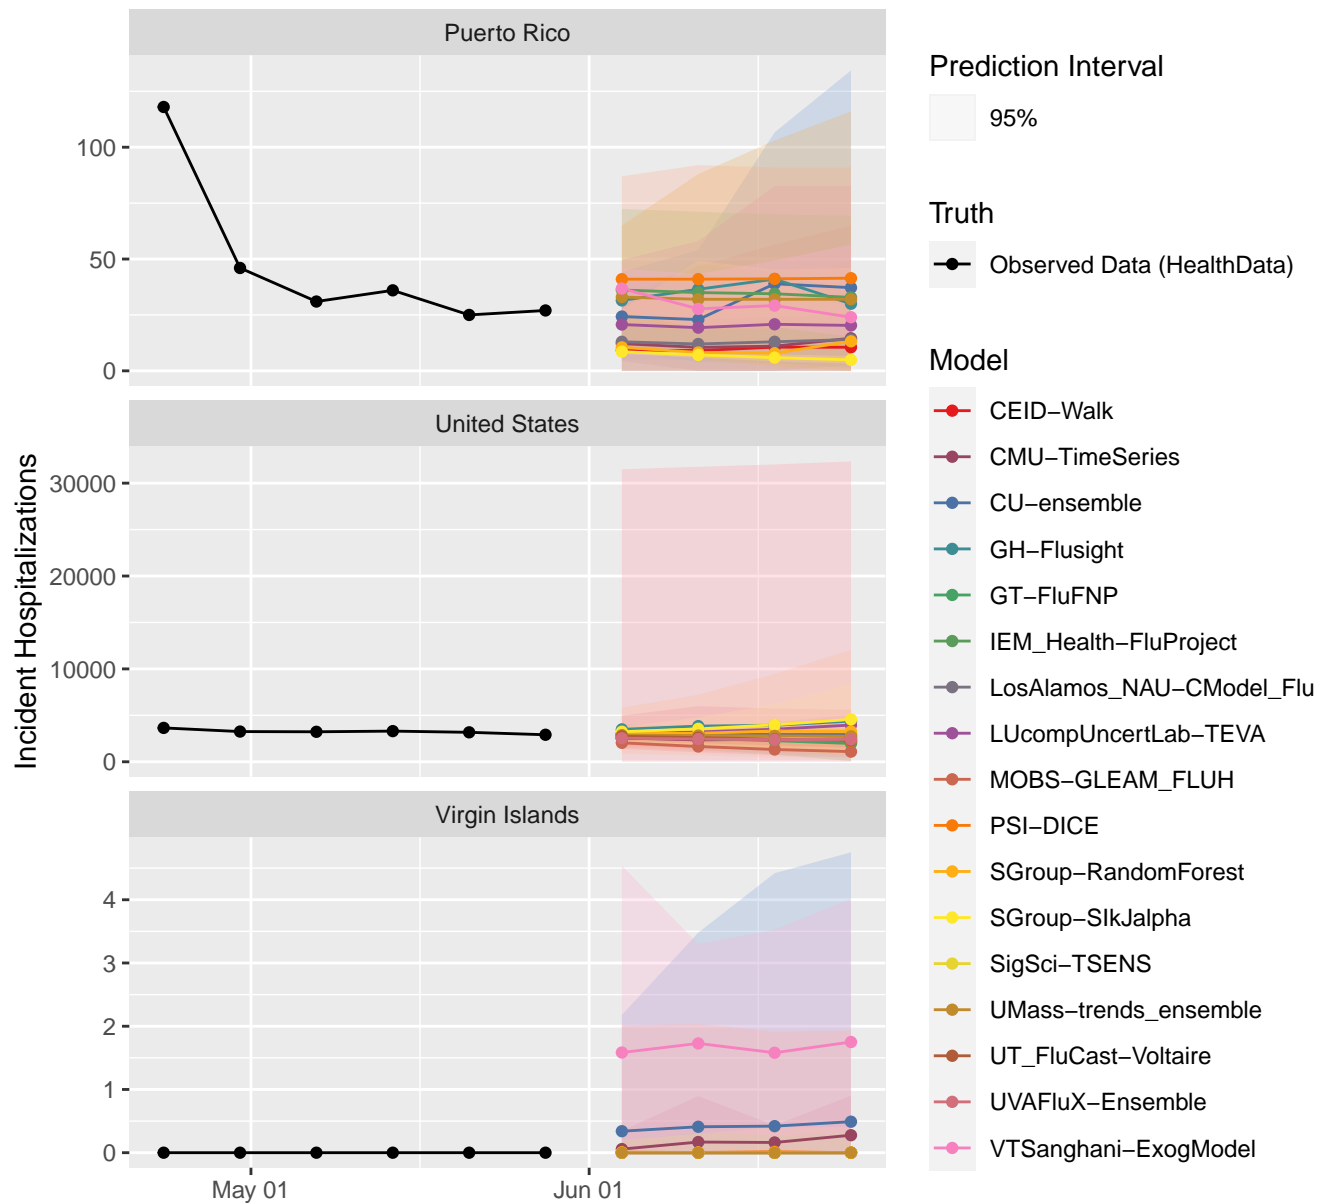 Puerto Rico
100
50
0
United States
30000
20000
10000
0
Virgin Islands
4
3
2
1
0
May 01
Jun 01
Incident Hospitalizations
Prediction Interval
95%
Truth
Observed Data (HealthData)
Model
CEID−Walk
CMU−TimeSeries
CU−ensemble
GH−Flusight
GT−FluFNP
IEM_Health−FluProject
LosAlamos_NAU−CModel_Flu
LUcompUncertLab−TEVA
MOBS−GLEAM_FLUH
PSI−DICE
SGroup−RandomForest
SGroup−SIkJalpha
SigSci−TSENS
UMass−trends_ensemble
UT_FluCast−Voltaire
UVAFluX−Ensemble
VTSanghani−ExogModel